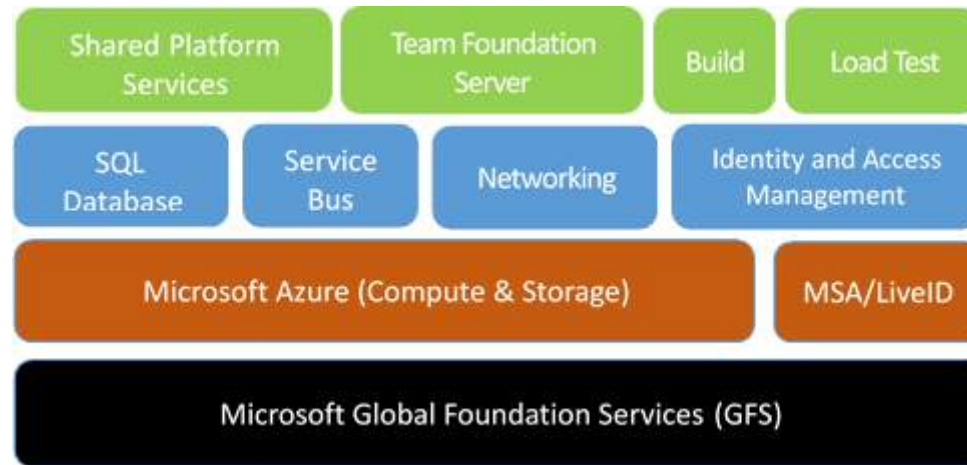 Shared Platform
Services
Team Foundation
Server
Build
Load Test
SQL
Database
Service
Bus
Networking
Identity and Access
Management
Microsoft Azure (Compute & Storage)
MSA/LiveID
Microsoft Global Foundation Services (GFS)